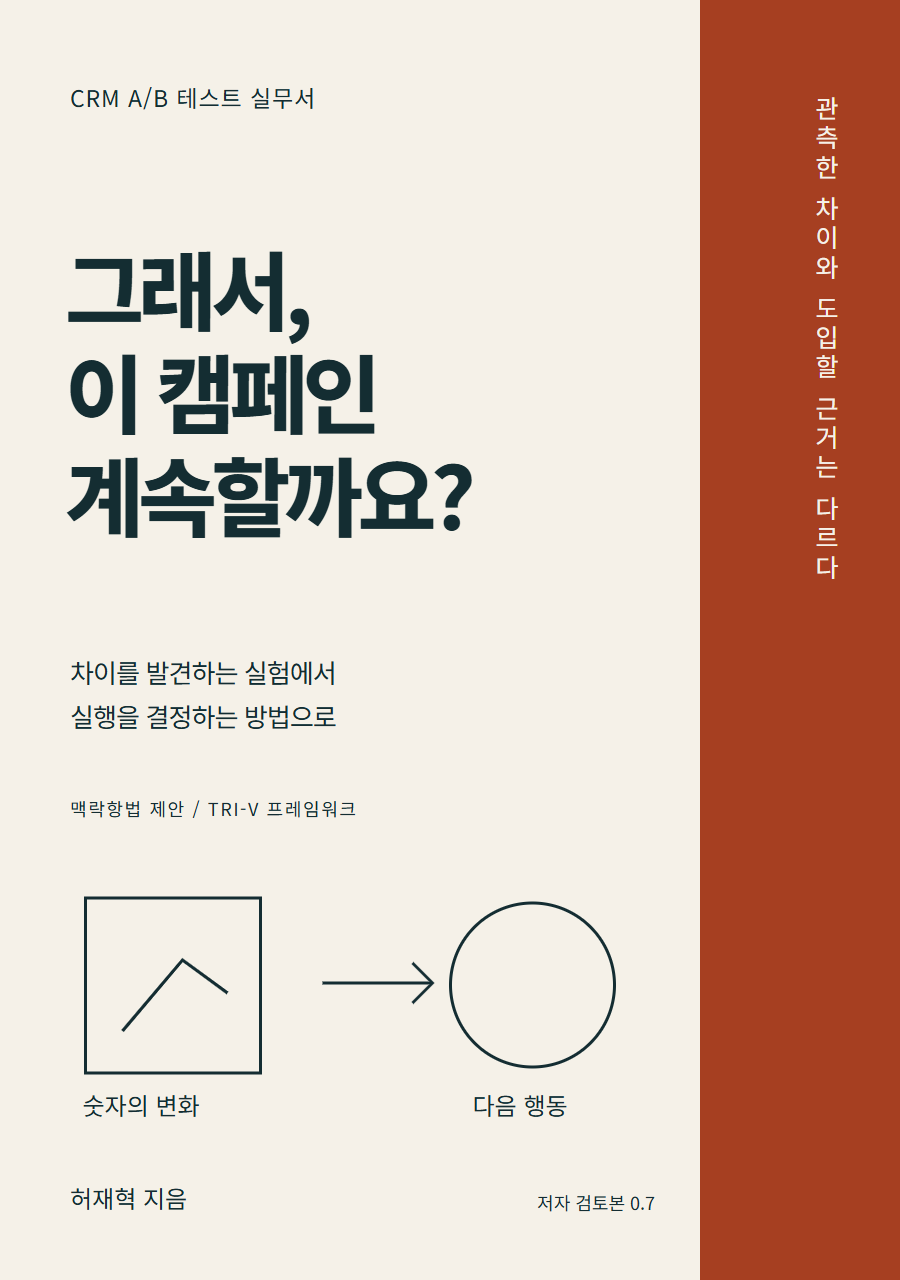 CRM A/B 테스트 실무서
그래서,
이 캠페인
계속할까요?
차이를 발견하는 실험에서
실행을 결정하는 방법으로
맥락항법 제안 / TRI-V 프레임워크
숫자의 변화
다음 행동
허재혁 지음
저자 검토본 0.7
관측한 차이와 도입할 근거는 다르다